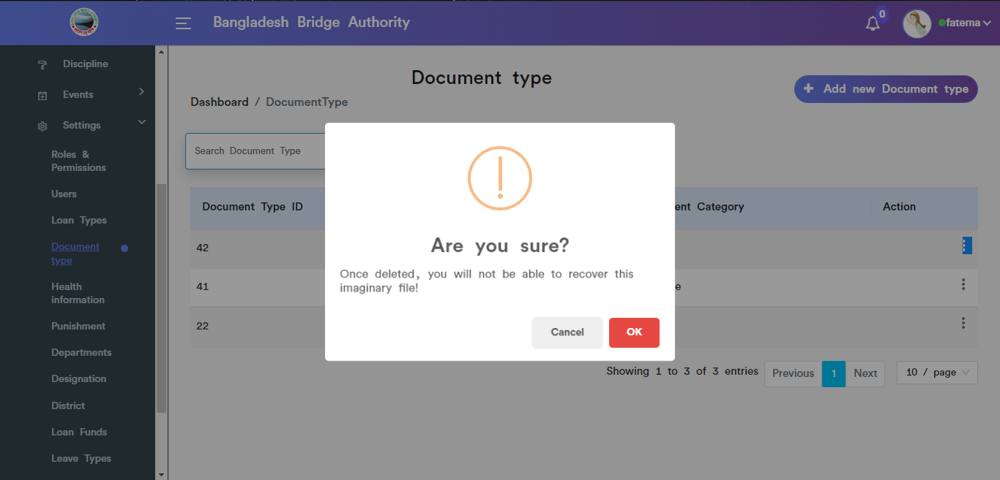 Bangladesh Bridge Authority
0
fatema
Discipline
Events
Settings
Roles &
Permissions
Users
Loan Types
Document
type
Health
information
Punishment
Departments
Designation
District
Loan Funds
Leave Types
Document type
Add new Document type
Dashboard / DocumentType
Search Document Type
Document Type ID
ent Category
Action
42
41
e
22
Are you sure?
Once deleted, you will not be able to recover this
imaginary file!
Cancel
OK
Showing 1 to 3 of 3 entries
Previous
1
Next
10 / page